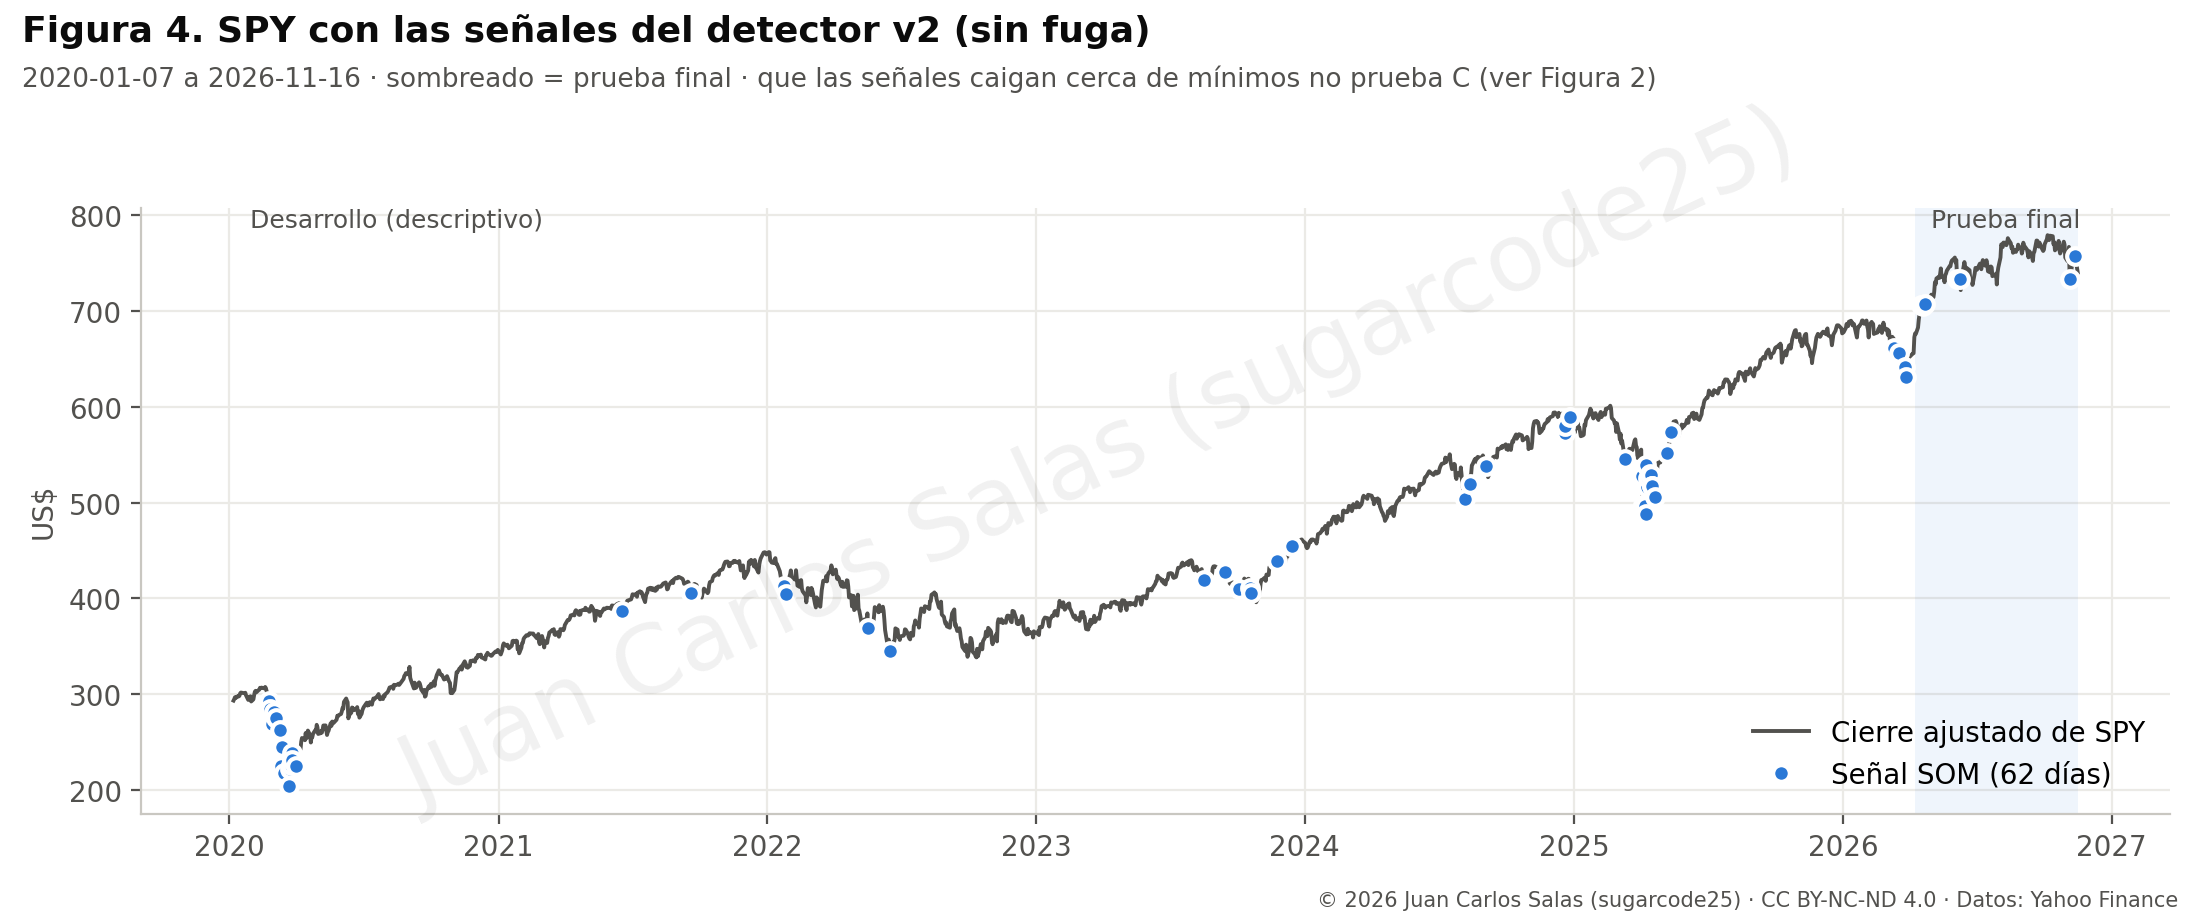 Figura 4. SPY con las señales del detector v2 (sin fuga)
2020-01-07 a 2026-11-16 · sombreado = prueba final · que las señales caigan cerca de mínimos no prueba C (ver Figura 2)
Juan Carlos Salas (sugarcode25)
Desarrollo (descriptivo)
Prueba final
US$
800
700
600
500
400
300
200
Cierre ajustado de SPY
Señal SOM (62 días)
2020 2021 2022 2023 2024 2025 2026 2027
© 2026 Juan Carlos Salas (sugarcode25) · CC BY-NC-ND 4.0 · Datos: Yahoo Finance